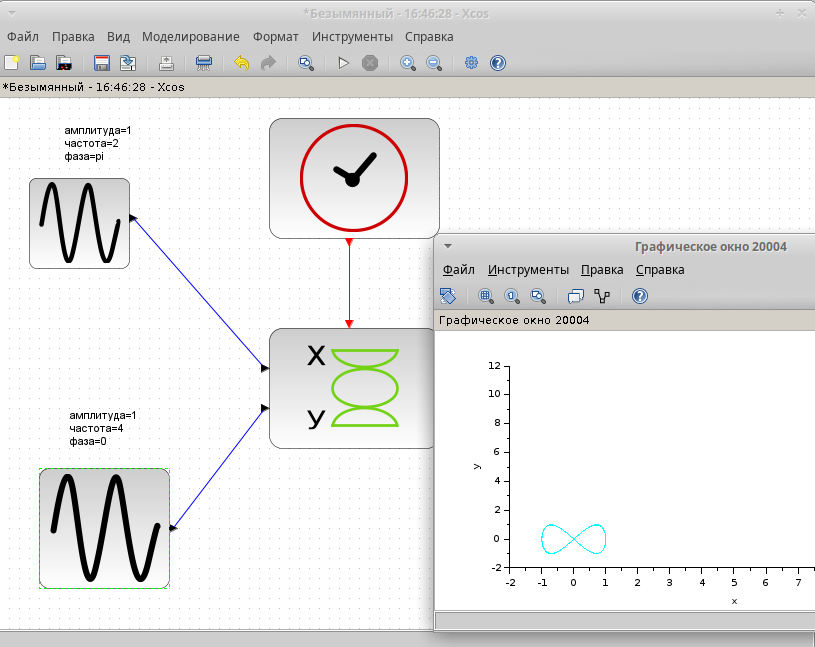 *Безымянный - 16:46:28 - Xcos
Файл Правка Вид Моделирование Формат Инструменты Справка
*Безымянный - 16:46:28 - Xcos
амплитуда=1
частота=2
фаза=pi
X
y
амплитуда=1
частота=4
фаза=0
Графическое окно 20004
Файл Инструменты Правка Справка
Графическое окно 20004
12
10
8
6
4
2
0
-2
y
-2 -1 0 1 2 3 4 5 6 7
x